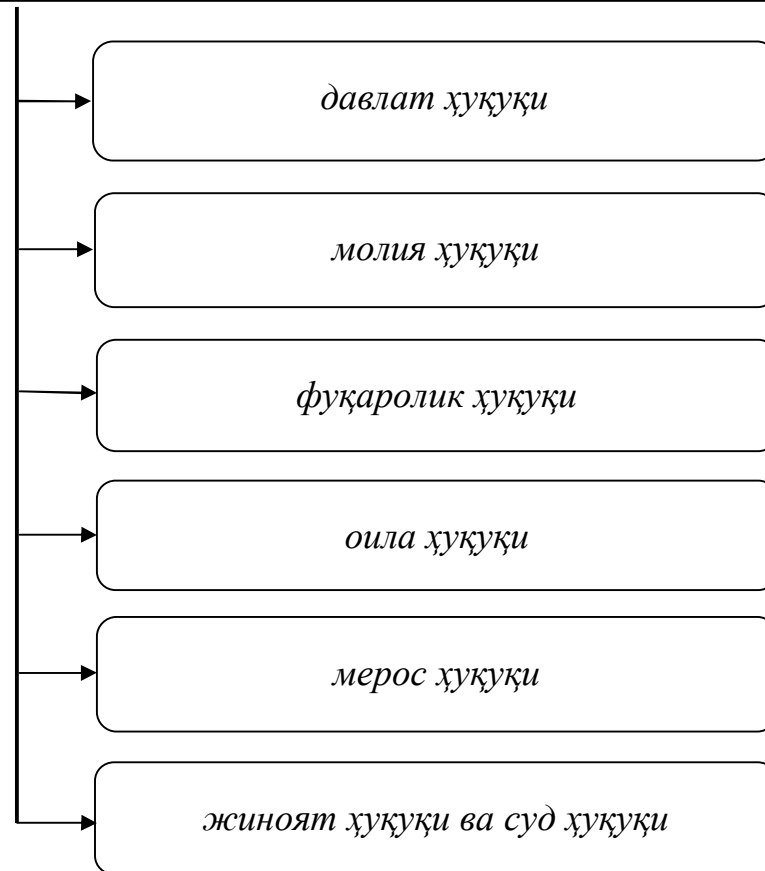 давлат ҳуқуқи
молия ҳуқуқи
фуқаролик ҳуқуқи
оила ҳуқуқи
мерос ҳуқуқи
жиноят ҳуқуқи ва суд ҳуқуқи